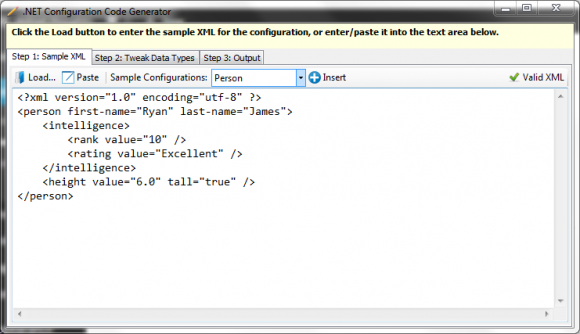 .NET Configuration Code Generator
Click the Load button to enter the sample XML for the configuration, or enter/paste it into the text area below.
Step 1: Sample XML Step 2: Tweak Data Types Step 3: Output
Load... Paste Sample Configurations: Person Insert Valid XML
<?xml version="1.0" encoding="utf-8" ?>
<person first-name="Ryan" last-name="James">
<intelligence>
<rank value="10" />
<rating value="Excellent" />
</intelligence>
<height value="6.0" tall="true" />
</person>